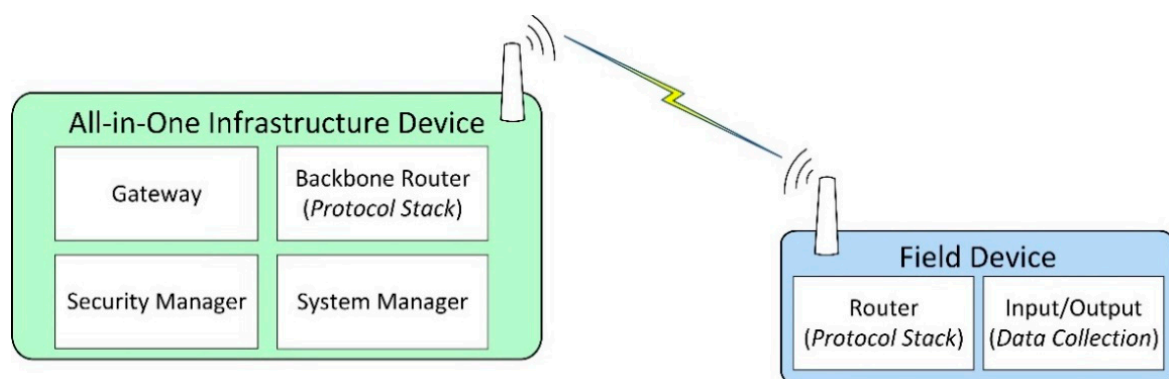 All-in-One Infrastructure Device
Gateway
Backbone Router
(Protocol Stack)
Security Manager
System Manager
Field Device
Router
(Protocol Stack)
Input/Output
(Data Collection)